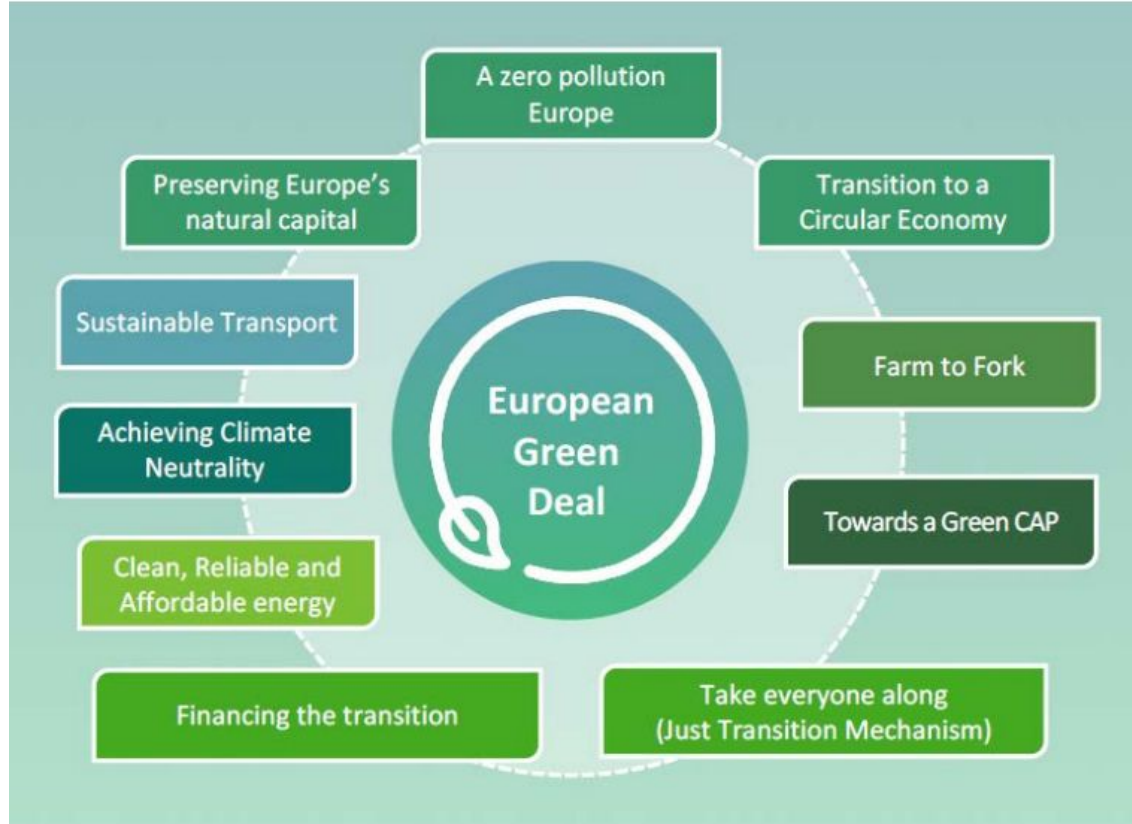 A zero pollution
Europe
Preserving Europe's
natural capital
Transition to a
Circular Economy
Sustainable Transport
Farm to Fork
European
Green
Deal
Achieving Climate
Neutrality
Towards a Green CAP
Clean, Reliable and
Affordable energy
Financing the transition
Take everyone along
(Just Transition Mechanism)